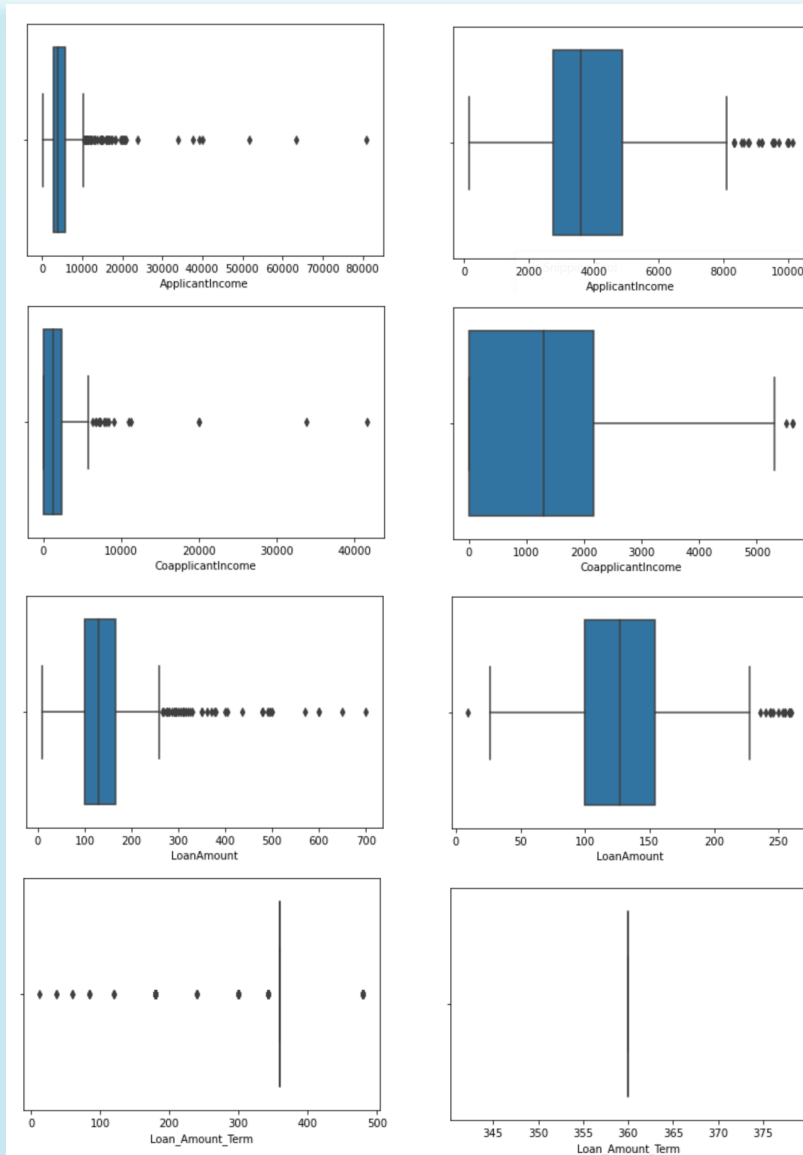 0 10000 20000 30000 40000 50000 60000 70000 80000
ApplicantIncome
0 2000 4000 6000 8000 10000
ApplicantIncome
0 10000 20000 30000 40000
CoapplicantIncome
0 1000 2000 3000 4000 5000
CoapplicantIncome
0 100 200 300 400 500 600 700
LoanAmount
0 50 100 150 200 250
LoanAmount
0 100 200 300 400 500
Loan_Amount_Term
345 350 355 360 365 370 375
Loan_Amount_Term